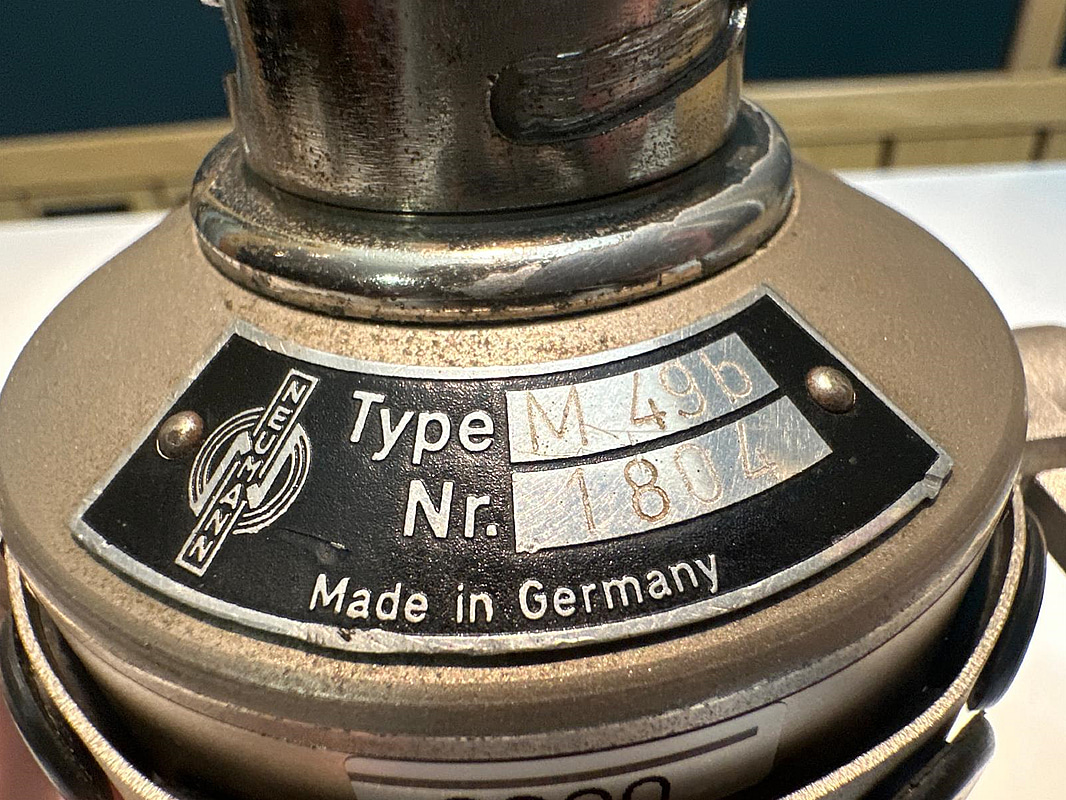 NEUMANN
Type M 49b
Nr. 1804
Made in Germany